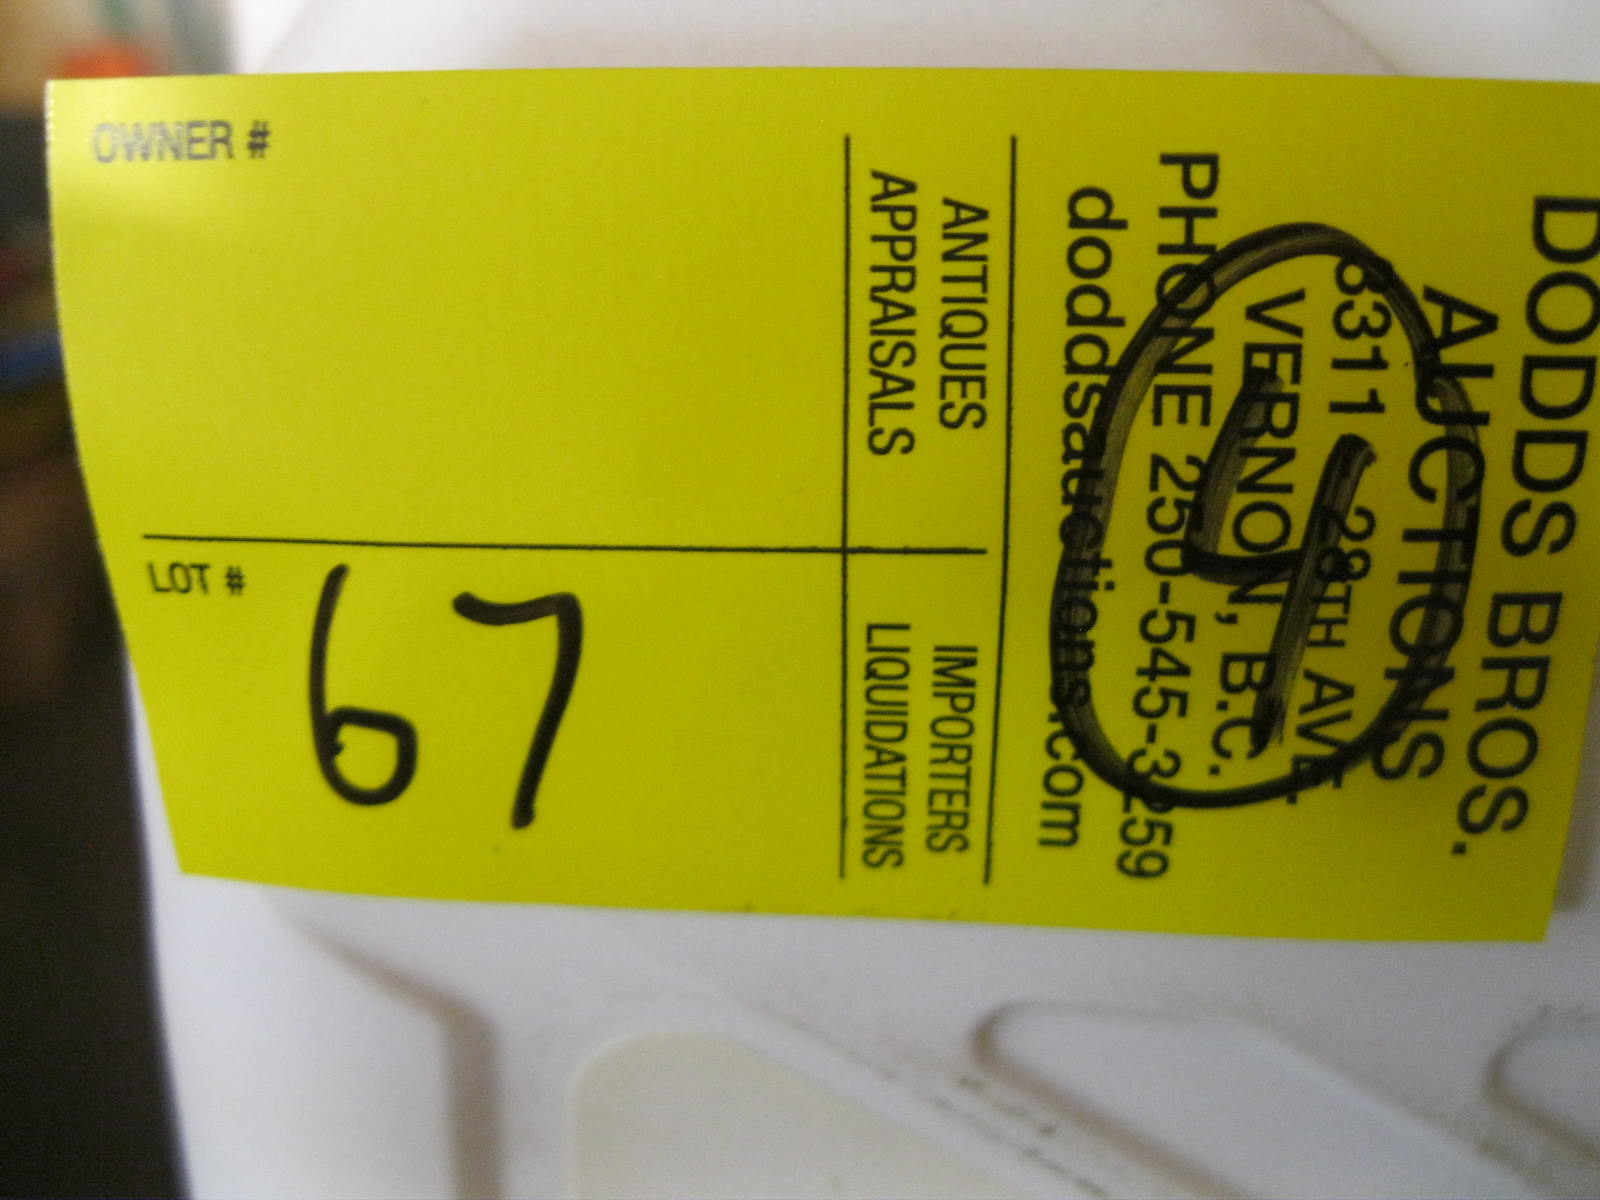 DODDS BROS.
AUCTIONS
3311 - 28TH AVE.
VERNON, B.C.
PHONE 250-545-3259
doddsauctions.com
4
ANTIQUES
APPRAISALS
IMPORTERS
LIQUIDATIONS
OWNER #
LOT #
67